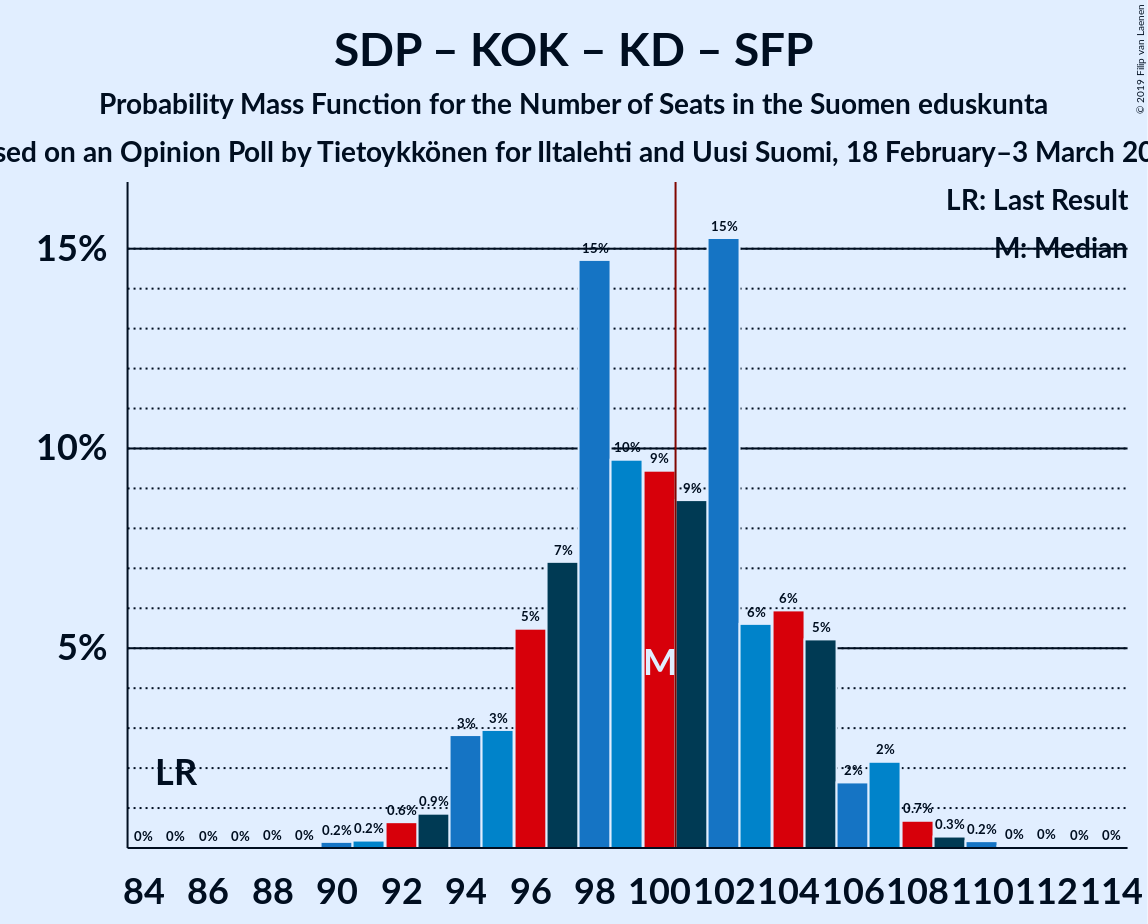 SDP – KOK – KD – SFP
Probability Mass Function for the Number of Seats in the Suomen eduskunta
sed on an Opinion Poll by Tietoykkönen for Iltalehti and Uusi Suomi, 18 February–3 March 20
© 2019 Filip van Laenen
LR: Last Result
M: Median
15%
10%
5%
LR
M
0% 0% 0% 0% 0% 0% 0.2% 0.2% 0.6% 0.9% 3% 3% 5% 7% 15% 10% 9% 9% 15% 6% 6% 5% 2% 2% 0.7% 0.3% 0.2% 0% 0% 0% 0%
84 86 88 90 92 94 96 98 100 102 104 106 108 110 112 114